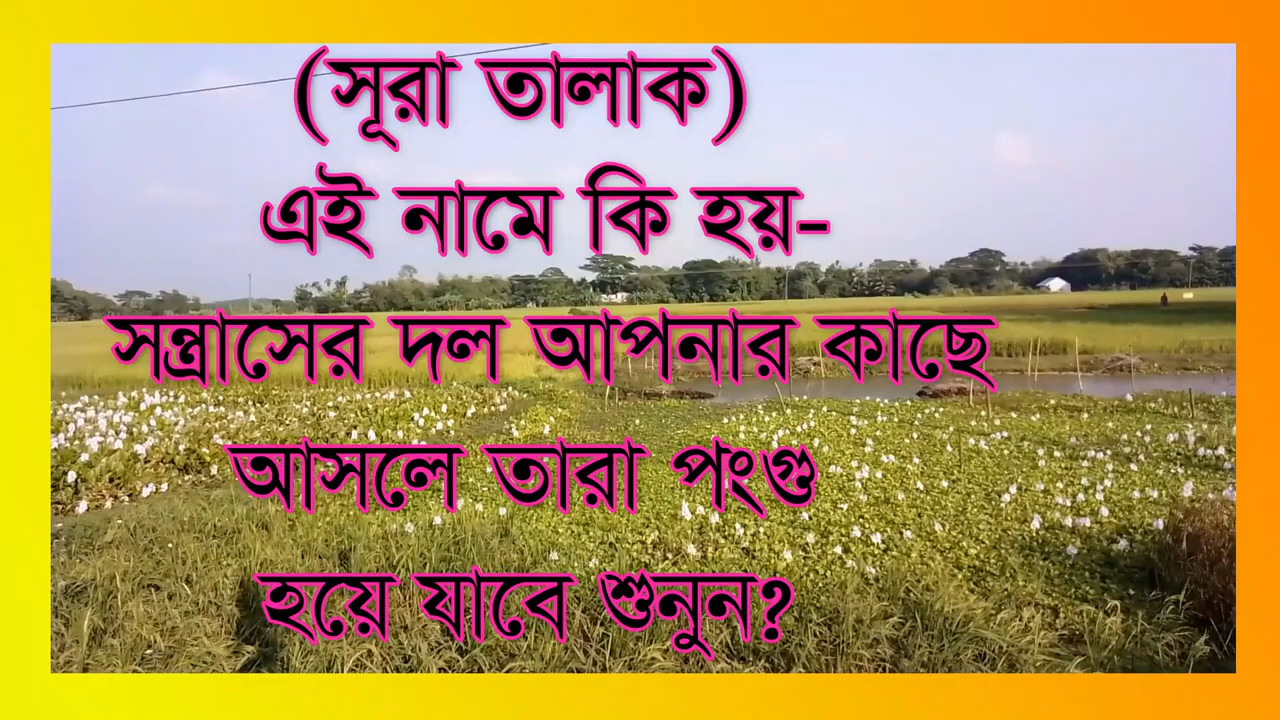 (সূরা তালাক)
এই নামে কি হয়-
সন্ত্রাসের দল আপনার কাছে
আসলে তারা পংগু
হয়ে যাবে শুনুন?